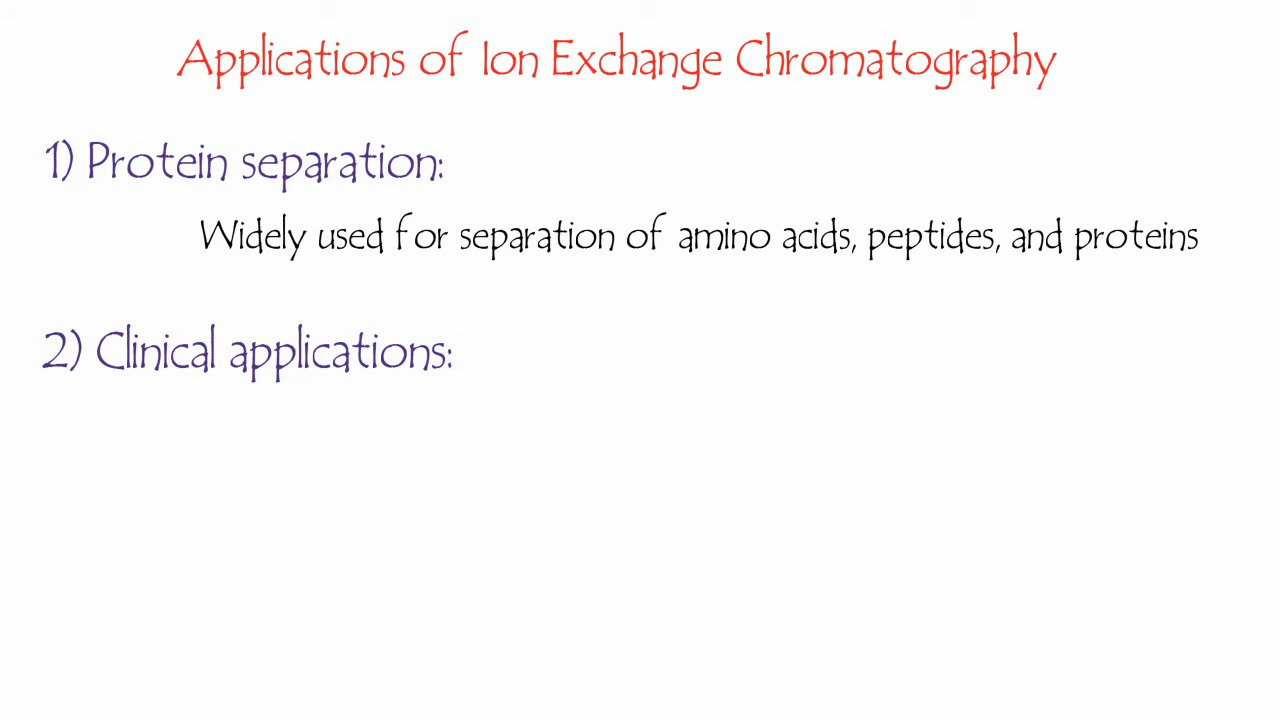 Applications of Ion Exchange Chromatography
1) Protein separation:
Widely used for separation of amino acids, peptides, and proteins
2) Clinical applications: